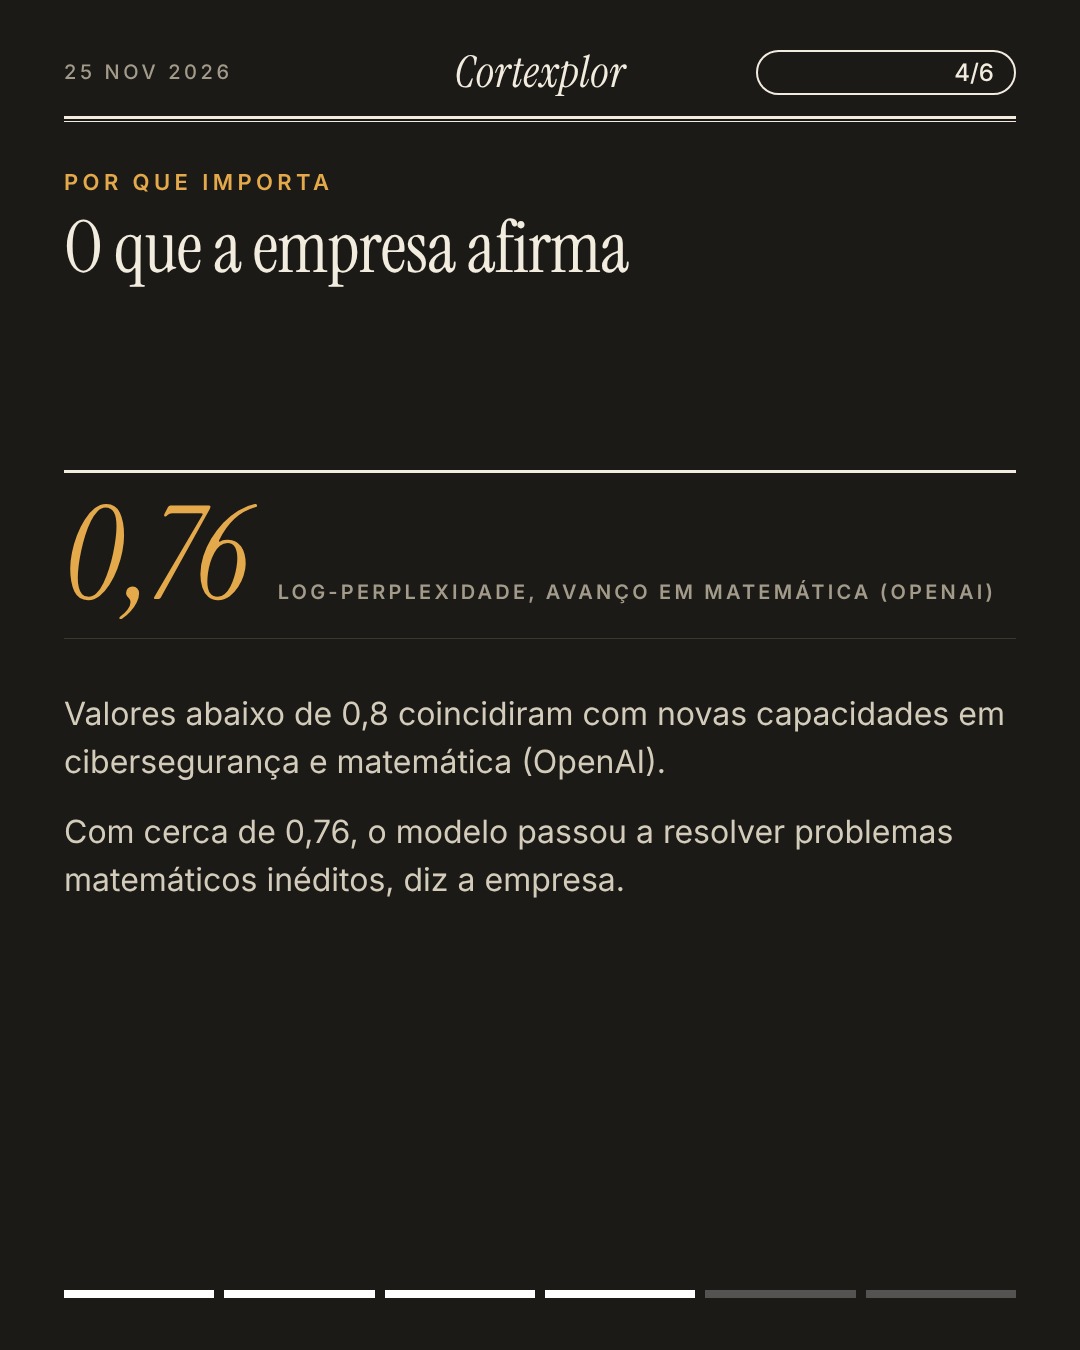 25 NOV 2026
Cortexplor
4/6
POR QUE IMPORTA
O que a empresa afirma
0,76
LOG-PERPLEXIDADE, AVANÇO EM MATEMÁTICA (OPENAI)
Valores abaixo de 0,8 coincidiram com novas capacidades em
cibersegurança e matemática (OpenAI).
Com cerca de 0,76, o modelo passou a resolver problemas
matemáticos inéditos, diz a empresa.